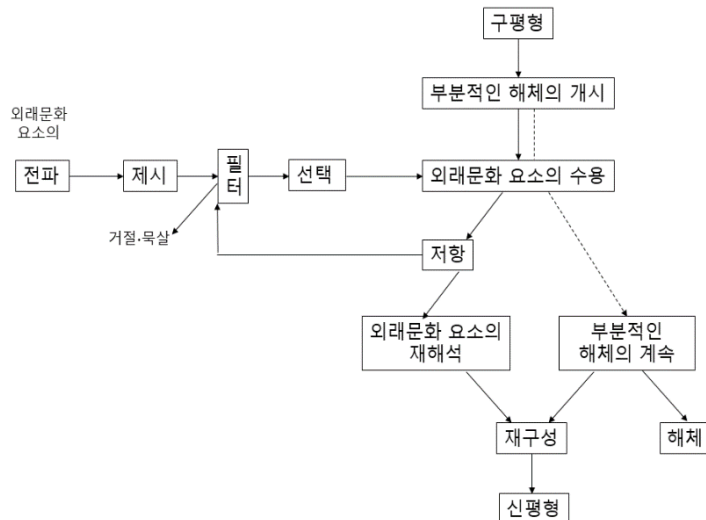 구평형
부분적인 해체의 개시
외래문화
요소의
전파
제시
필
터
선택
외래문화 요소의 수용
거절·묵살
저항
외래문화 요소의
재해석
부분적인
해체의 계속
재구성
해체
신평형